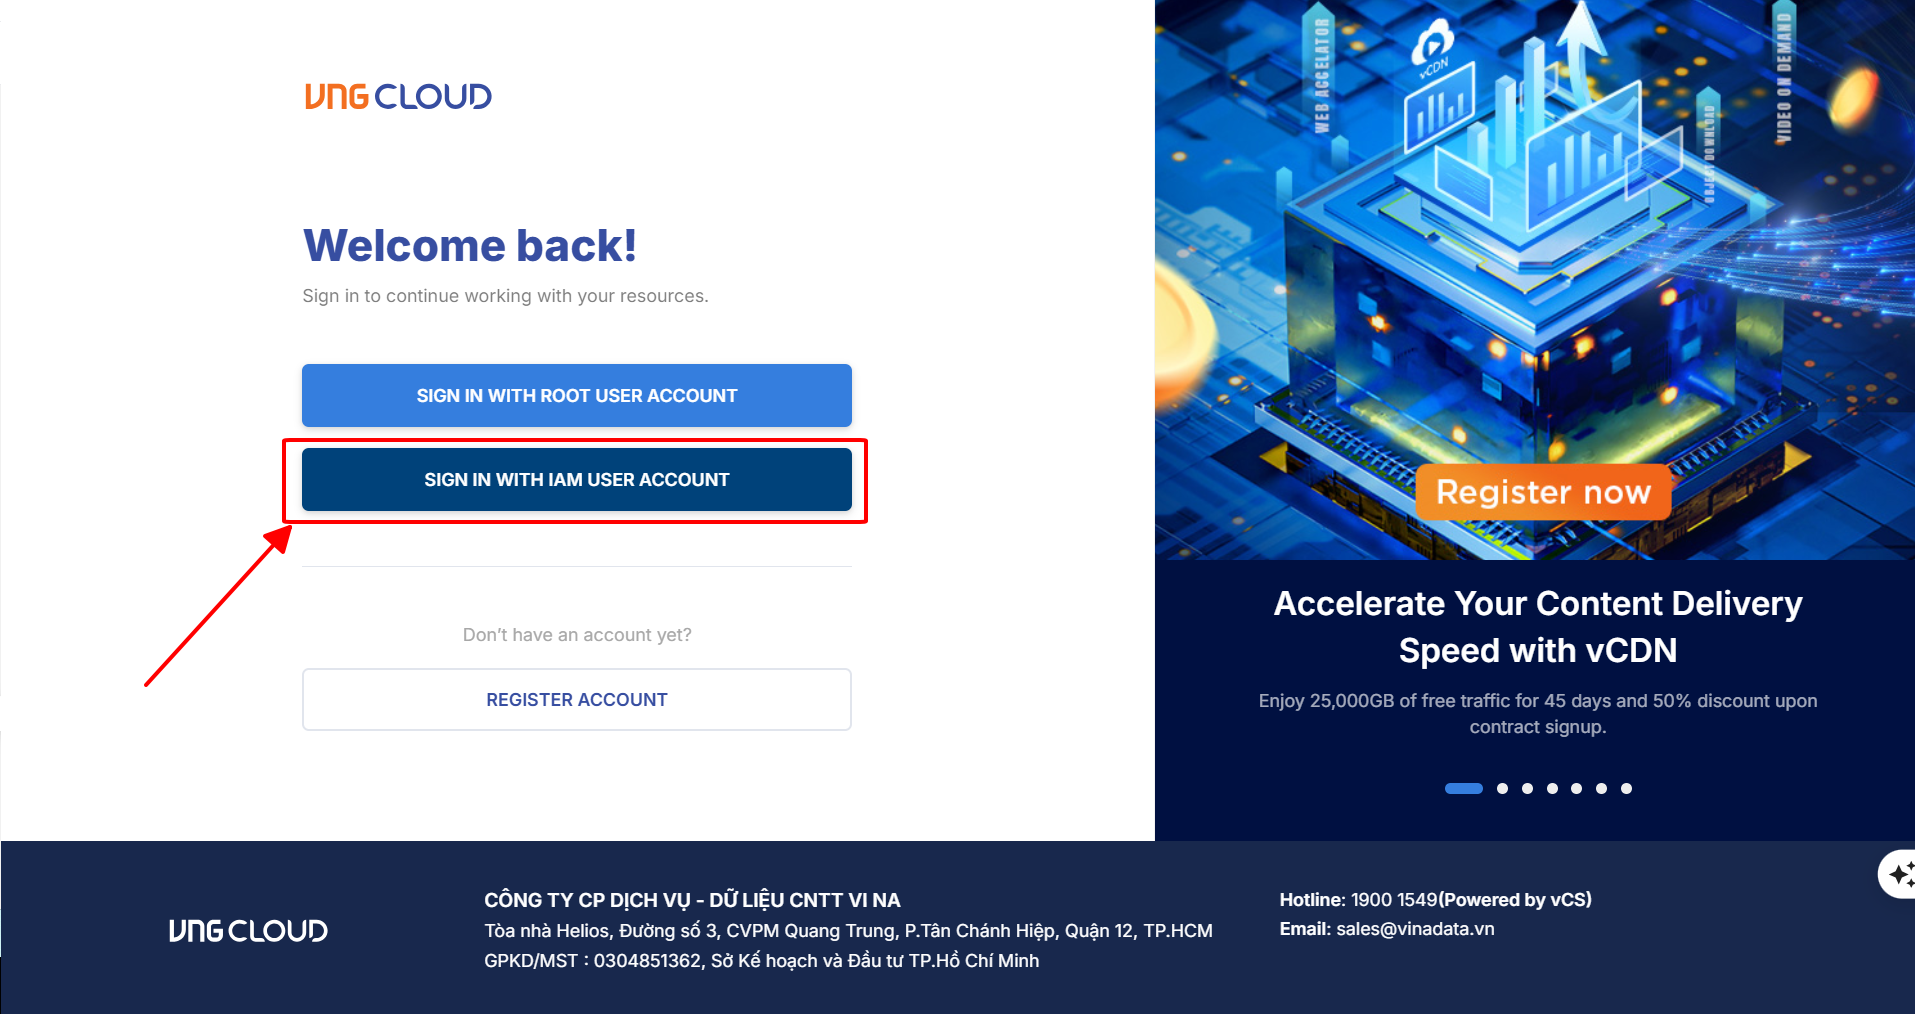 VNG CLOUD
Welcome back!
Sign in to continue working with your resources.
SIGN IN WITH ROOT USER ACCOUNT
SIGN IN WITH IAM USER ACCOUNT
Don’t have an account yet?
REGISTER ACCOUNT
WEB ACCELATOR
vCDN
OBJECT DOWNLOAD
VIDEO ON DEMAND
Register now
Accelerate Your Content Delivery
Speed with vCDN
Enjoy 25,000GB of free traffic for 45 days and 50% discount upon
contract signup.
VNG CLOUD
CÔNG TY CP DỊCH VỤ - DỮ LIỆU CNTT VI NA
Tòa nhà Helios, Đường số 3, CVPM Quang Trung, P.Tân Chánh Hiệp, Quận 12, TP.HCM
GPKD/MST : 0304851362, Sở Kế hoạch và Đầu tư TP.Hồ Chí Minh
Hotline: 1900 1549(Powered by vCS)
Email: sales@vinadata.vn